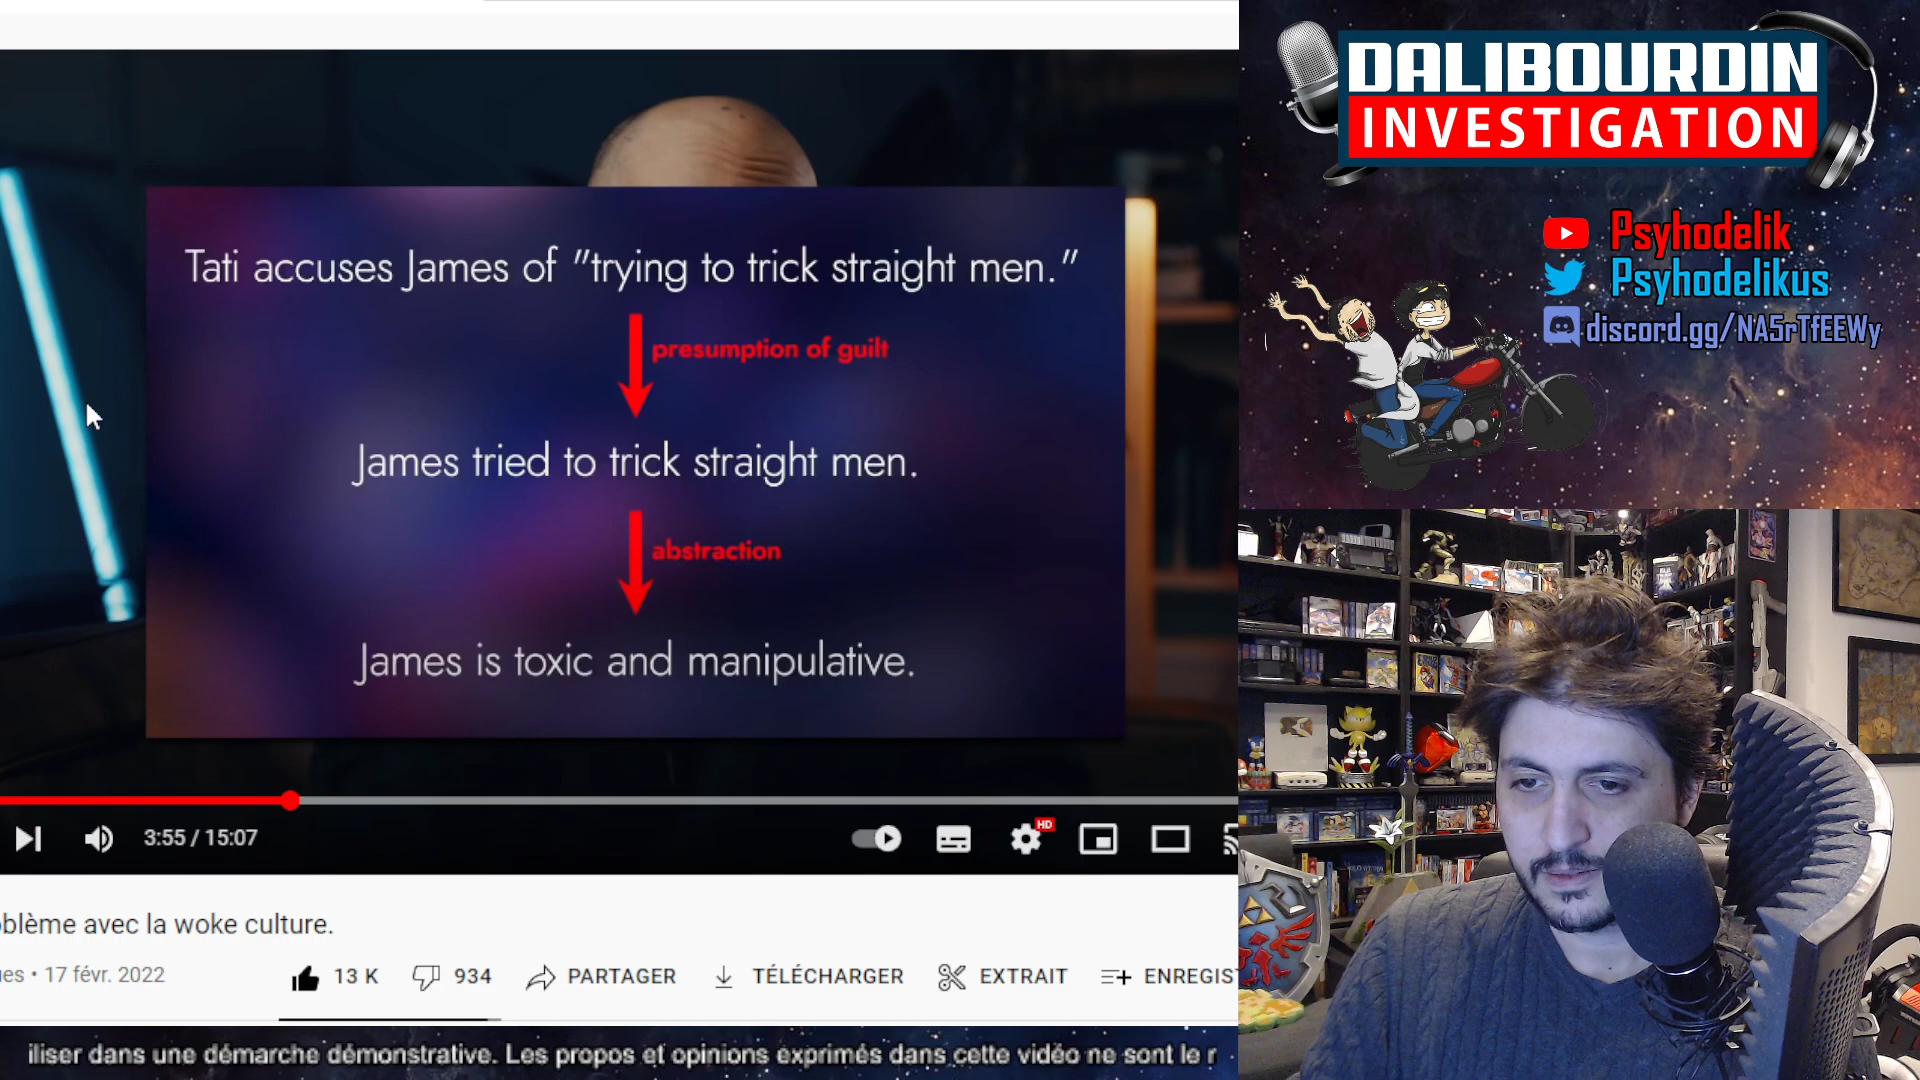 Tati accuses James of "trying to trick straight men."
presumption of guilt
James tried to trick straight men.
abstraction
James is toxic and manipulative.
3:55 / 15:07
HD
oblème avec la woke culture.
ues • 17 févr. 2022
13 K
934
PARTAGER
TÉLÉCHARGER
EXTRAIT
ENREGIST
iliser dans une démarche démonstrative. Les propos et opinions exprimés dans cette vidéo ne sont le r
DALIBOURDIN
INVESTIGATION
Psyhodelik
Psyhodelikus
discord.gg/NA5rTfEEWy